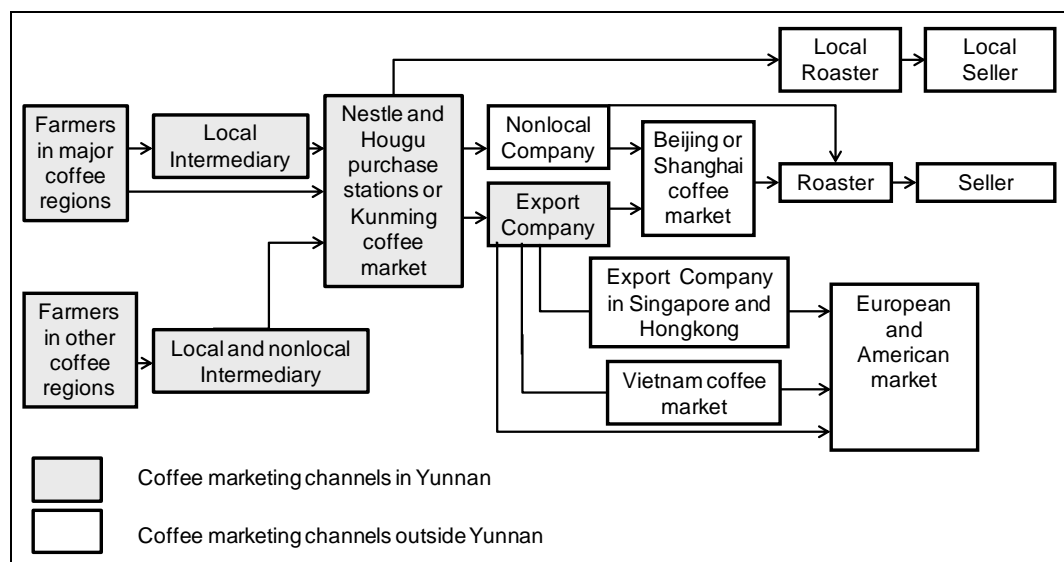 Local
Roaster
Local
Seller
Farmers
in major
coffee
regions
Local
Intermediary
Nestle and
Hougu
purchase
stations or
Kunming
coffee
market
Nonlocal
Company
Export
Company
Beijing or
Shanghai
coffee
market
Roaster
Seller
Farmers
in other
coffee
regions
Local and nonlocal
Intermediary
Export Company
in Singapore and
Hongkong
Vietnam coffee
market
European
and
American
market
Coffee marketing channels in Yunnan
Coffee marketing channels outside Yunnan